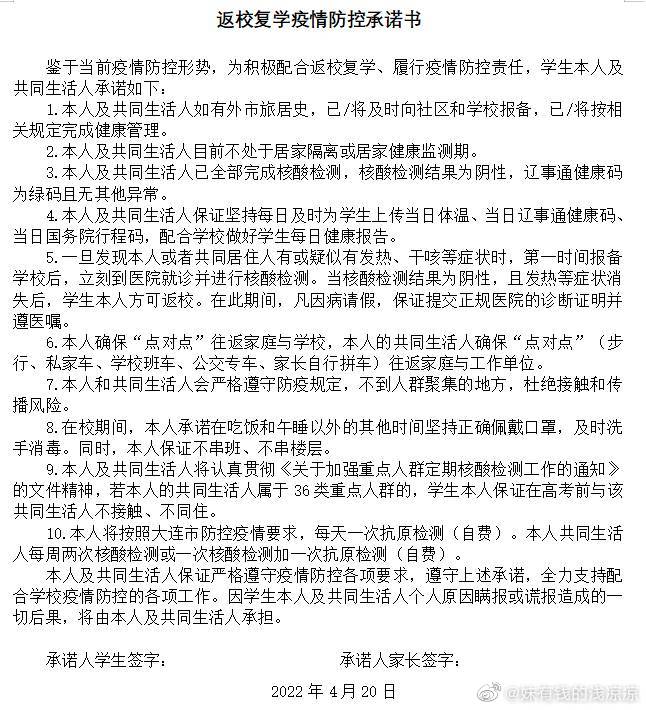 返校复学疫情防控承诺书
鉴于当前疫情防控形势，为积极配合返校复学、履行疫情防控责任，学生本人及
共同生活人承诺如下：
1.本人及共同生活人如有外市旅居史，已/将及时向社区和学校报备，已/将按相
关规定完成健康管理。
2.本人及共同生活人目前不处于居家隔离或居家健康监测期。
3.本人及共同生活人已全部完成核酸检测，核酸检测结果为阴性，辽事通健康码
为绿码且无其他异常。
4.本人及共同生活人保证坚持每日及时为学生上传当日体温、当日辽事通健康码、
当日国务院行程码，配合学校做好学生每日健康报告。
5.一旦发现本人或者共同居住人有或疑似有发热、干咳等症状时，第一时间报备
学校后，立刻到医院就诊并进行核酸检测。当核酸检测结果为阴性，且发热等症状消
失后，学生本人方可返校。在此期间，凡因病请假，保证提交正规医院的诊断证明并
遵医嘱。
6.本人确保“点对点”往返家庭与学校，本人的共同生活人确保“点对点”（步
行、私家车、学校班车、公交专车、家长自行拼车）往返家庭与工作单位。
7.本人和共同生活人会严格遵守防疫规定，不到人群聚集的地方，杜绝接触和传
播风险。
8.在校期间，本人承诺在吃饭和午睡以外的其他时间坚持正确佩戴口罩，及时洗
手消毒。同时，本人保证不串班、不串楼层。
9.本人及共同生活人将认真贯彻《关于加强重点人群定期核酸检测工作的通知》
的文件精神，若本人的共同生活人属于 36 类重点人群的，学生本人保证在高考前与该
共同生活人不接触、不同住。
10.本人将按照大连市防控疫情要求，每天一次抗原检测（自费）。本人共同生活
人每周两次核酸检测或一次核酸检测加一次抗原检测（自费）。
本人及共同生活人保证严格遵守疫情防控各项要求，遵守上述承诺，全力支持配
合学校疫情防控的各项工作。因学生本人及共同生活人个人原因瞒报或谎报造成的一
切后果，将由本人及共同生活人承担。
承诺人学生签字： 承诺人家长签字：
2022 年 4 月 20 日
@妹有钱的浅凉凉